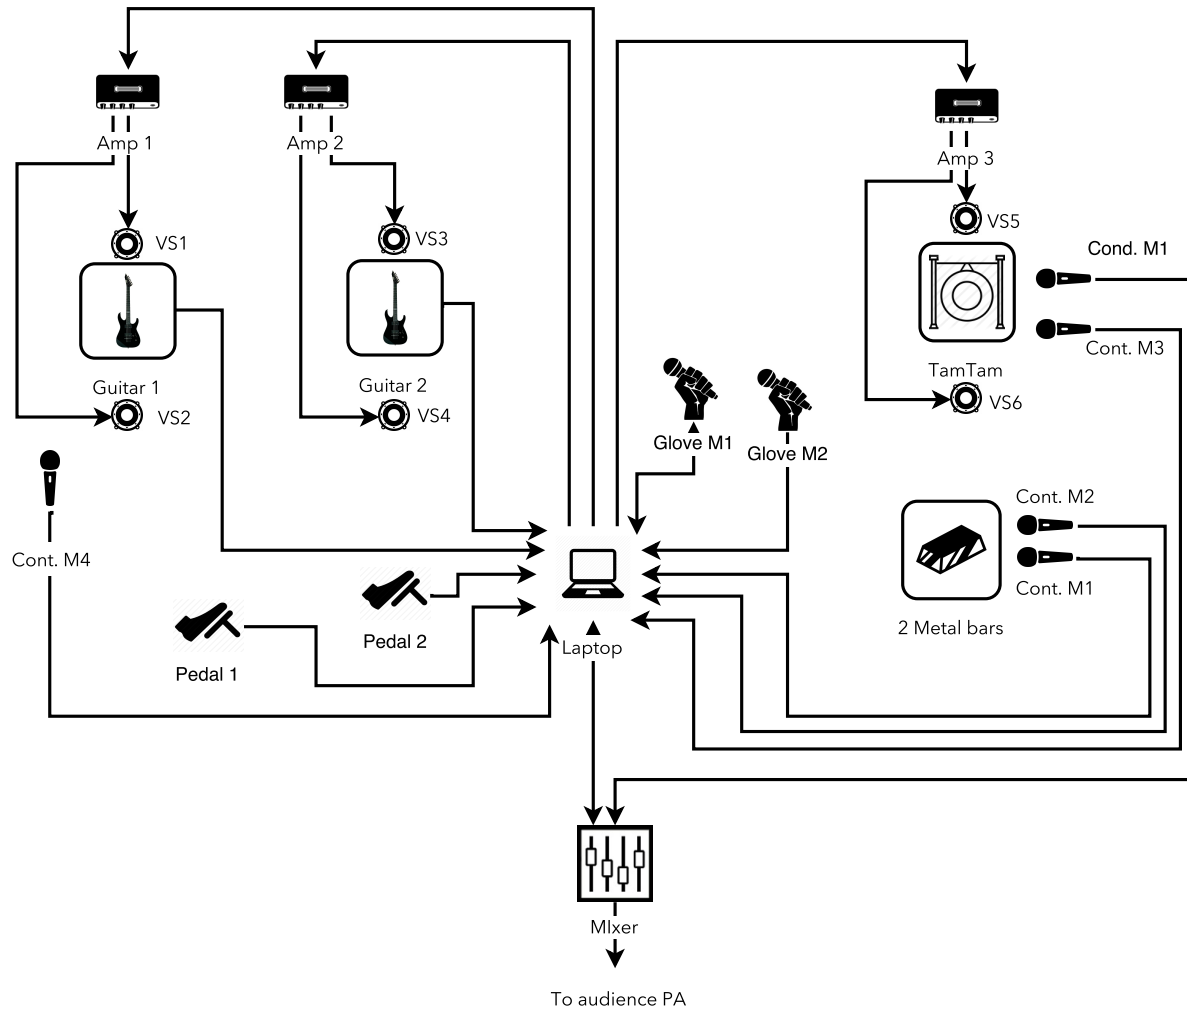 Amp 1
Amp 2
Amp 3
VS1
VS3
VS5
Cond. M1
Cont. M3
Guitar 1
Guitar 2
TamTam
VS2
VS4
VS6
Glove M1
Glove M2
Cont. M2
Cont. M4
Cont. M1
2 Metal bars
Pedal 2
Laptop
Pedal 1
MIxer
To audience PA